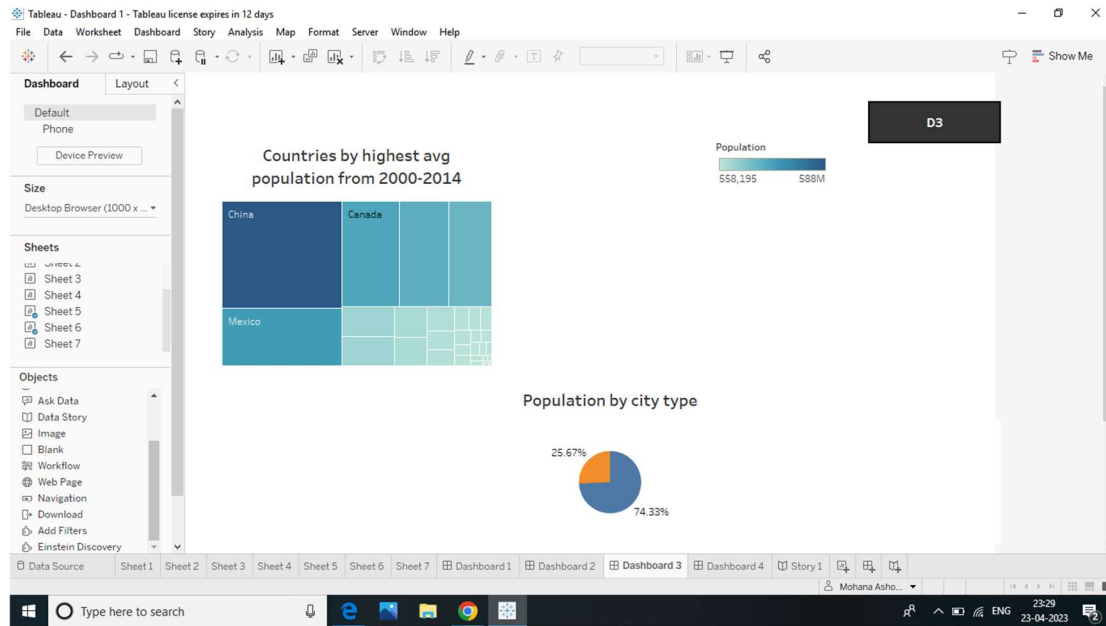 Tableau - Dashboard 1 - Tableau license expires in 12 days
File Data Worksheet Dashboard Story Analysis Map Format Server Window Help
Show Me
Dashboard Layout
Default
Phone
Device Preview
Size
Desktop Browser (1000 x ...
Sheets
Sheet 2
Sheet 3
Sheet 4
Sheet 5
Sheet 6
Sheet 7
Objects
Ask Data
Data Story
Image
Blank
Workflow
Web Page
Navigation
Download
Add Filters
Einstein Discovery
D3
Countries by highest avg
population from 2000-2014
China
Canada
Mexico
Population
558,195 588M
Population by city type
25.67%
74.33%
Data Source Sheet 1 Sheet 2 Sheet 3 Sheet 4 Sheet 5 Sheet 6 Sheet 7 Dashboard 1 Dashboard 2 Dashboard 3 Dashboard 4 Story 1
Mohana Asho...
Type here to search
ENG
23:29
23-04-2023
2